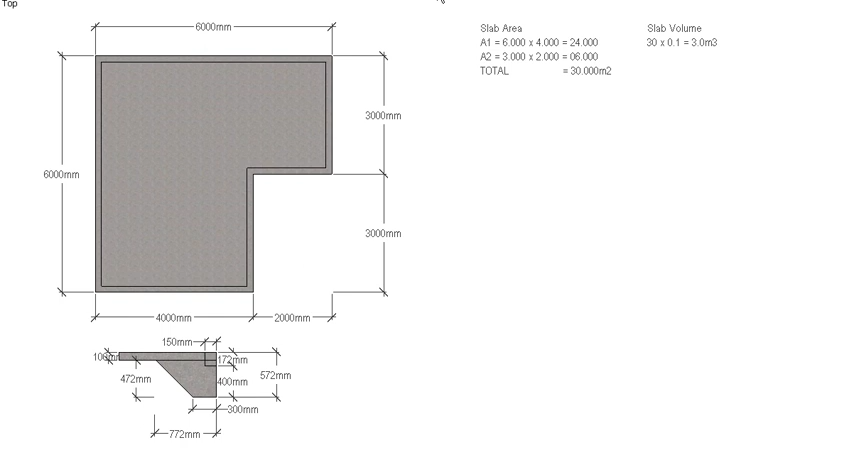 Top
6000mm
Slab Area
Slab Volume
A1 = 6.000 x 4.000 = 24.000
30 x 0.1 = 3.0m3
A2 = 3.000 x 2.000 = 06.000
TOTAL = 30.000m2
3000mm
6000mm
3000mm
4000mm
2000mm
150mm
172mm
472mm
572mm
400mm
300mm
772mm